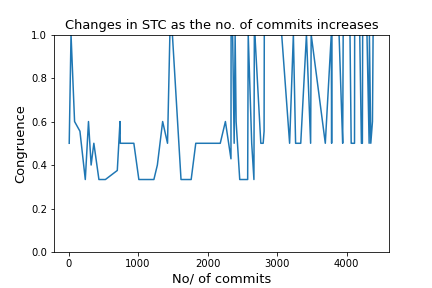 Changes in STC as the no. of commits increases
1.0
0.8
0.6
0.4
0.2
0.0
Congruence
0 1000 2000 3000 4000
No/ of commits